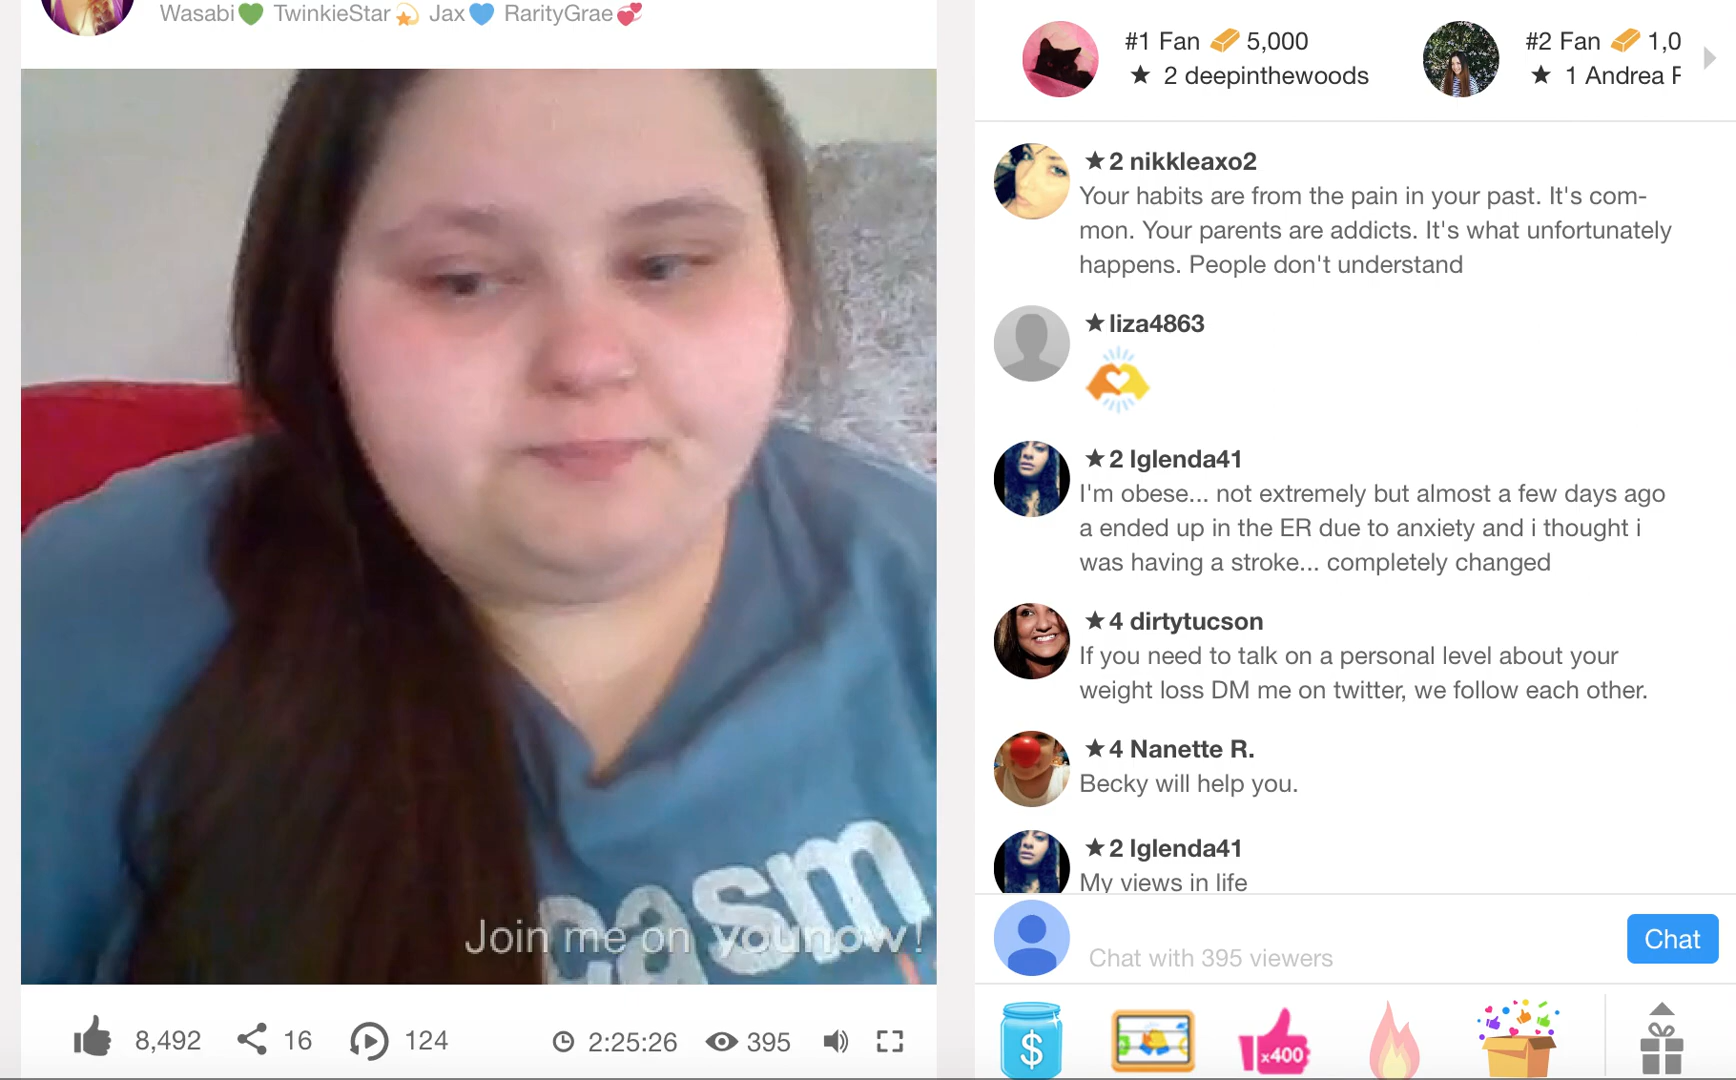 Wasabi💚 TwinkieStar💫 Jax💙 RarityGrae💞
#1 Fan 5,000
★ 2 deepinthewoods
#2 Fan 1,0
★ 1 Andrea F
★2 nikkleaxo2
Your habits are from the pain in your past. It's com-
mon. Your parents are addicts. It's what unfortunately
happens. People don't understand
★liza4863
★2 lglenda41
I'm obese... not extremely but almost a few days ago
a ended up in the ER due to anxiety and i thought i
was having a stroke... completely changed
★4 dirtytucson
If you need to talk on a personal level about your
weight loss DM me on twitter, we follow each other.
★4 Nanette R.
Becky will help you.
★2 lglenda41
My views in life
Chat with 395 viewers
Chat
casm
Join me on younow!
8,492 16 124 2:25:26 395
$
x400